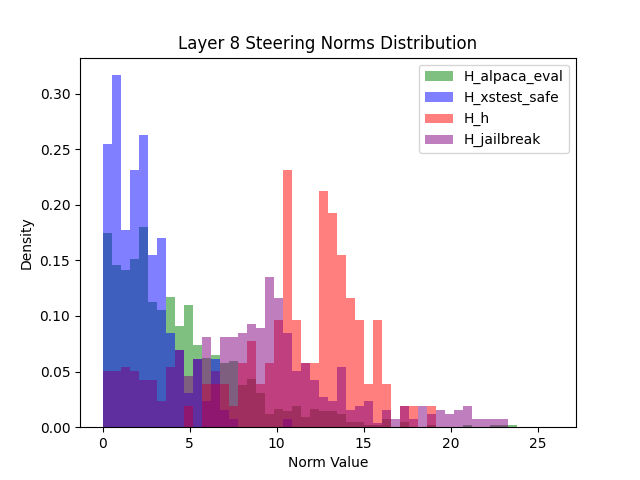 Layer 8 Steering Norms Distribution
H_alpaca_eval
H_xstest_safe
H_h
H_jailbreak
0.30
0.25
0.20
0.15
0.10
0.05
0.00
Density
0 5 10 15 20 25
Norm Value